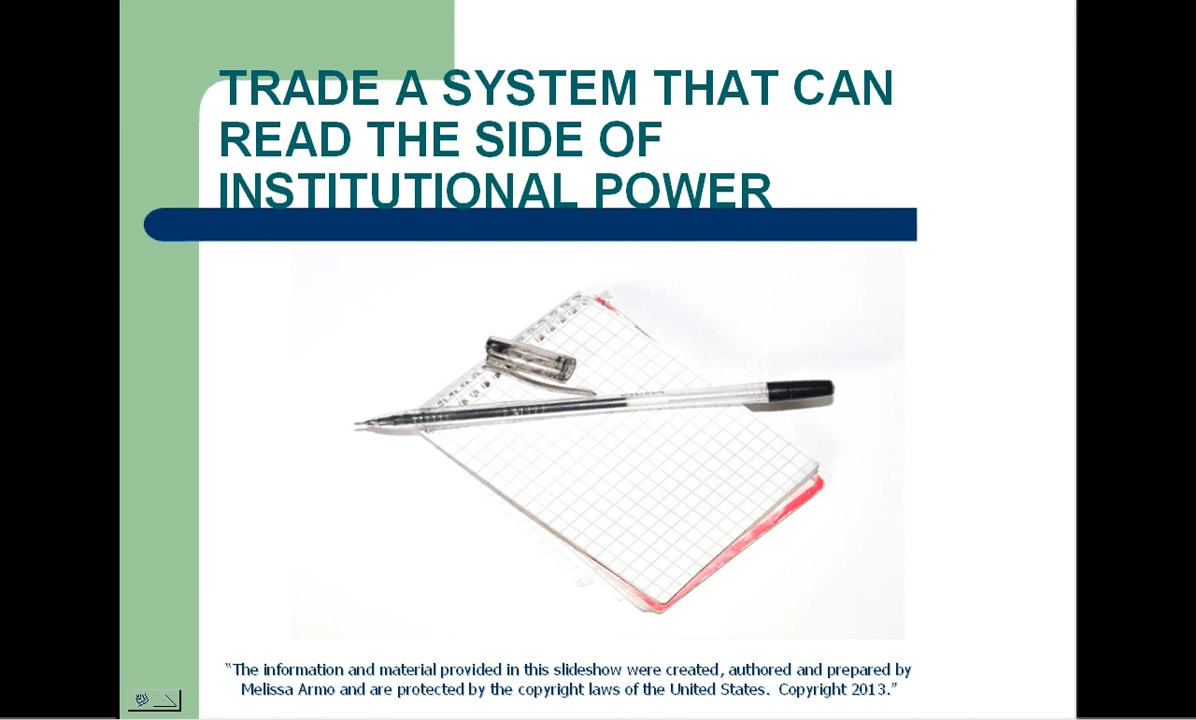 TRADE A SYSTEM THAT CAN
READ THE SIDE OF
INSTITUTIONAL POWER
"The information and material provided in this slideshow were created, authored and prepared by
Melissa Armo and are protected by the copyright laws of the United States.  Copyright 2013."